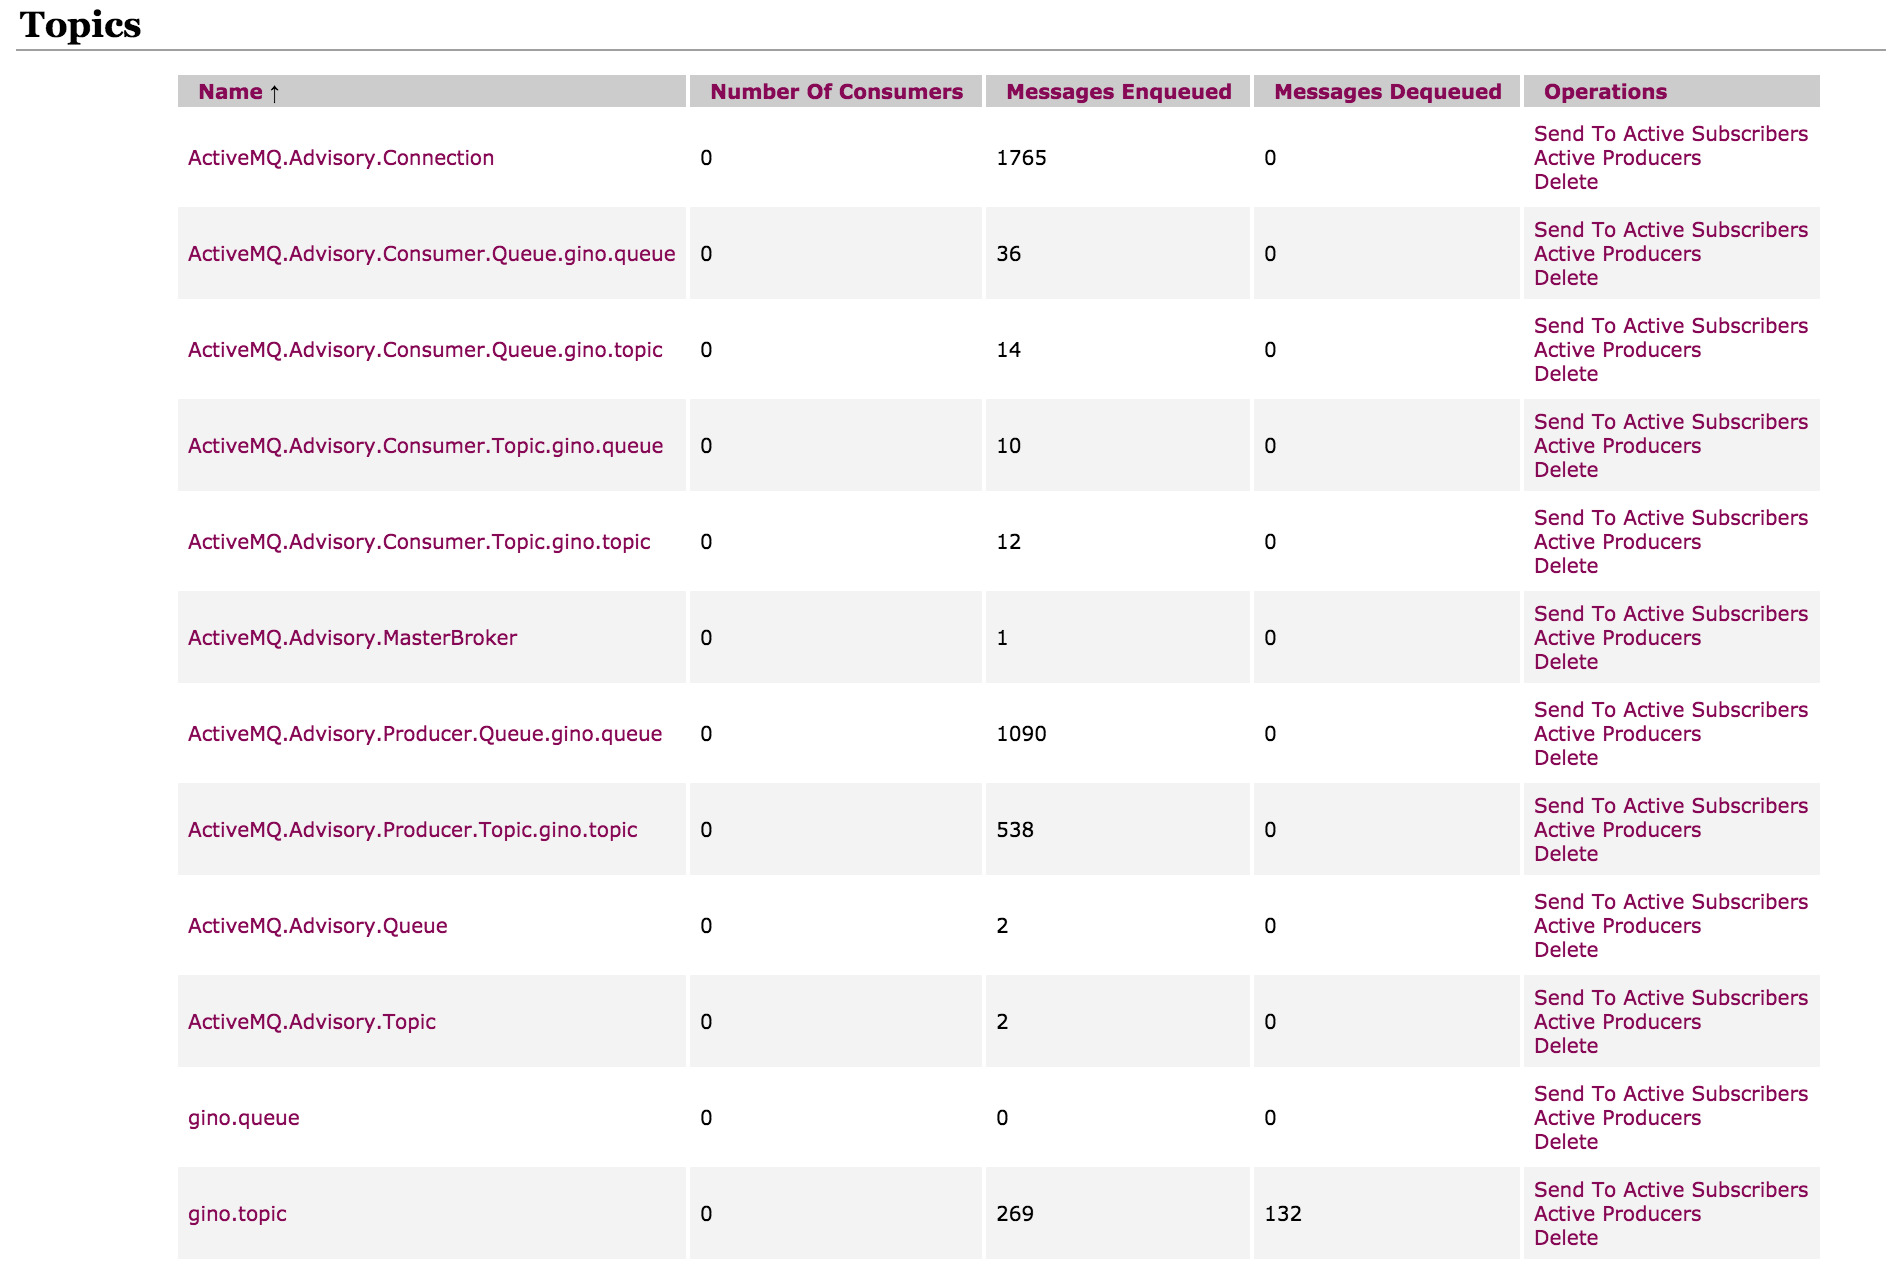 Topics
Name ↑ Number Of Consumers Messages Enqueued Messages Dequeued Operations
ActiveMQ.Advisory.Connection 0 1765 0 Send To Active Subscribers
Active Producers
Delete
ActiveMQ.Advisory.Consumer.Queue.gino.queue 0 36 0 Send To Active Subscribers
Active Producers
Delete
ActiveMQ.Advisory.Consumer.Queue.gino.topic 0 14 0 Send To Active Subscribers
Active Producers
Delete
ActiveMQ.Advisory.Consumer.Topic.gino.queue 0 10 0 Send To Active Subscribers
Active Producers
Delete
ActiveMQ.Advisory.Consumer.Topic.gino.topic 0 12 0 Send To Active Subscribers
Active Producers
Delete
ActiveMQ.Advisory.MasterBroker 0 1 0 Send To Active Subscribers
Active Producers
Delete
ActiveMQ.Advisory.Producer.Queue.gino.queue 0 1090 0 Send To Active Subscribers
Active Producers
Delete
ActiveMQ.Advisory.Producer.Topic.gino.topic 0 538 0 Send To Active Subscribers
Active Producers
Delete
ActiveMQ.Advisory.Queue 0 2 0 Send To Active Subscribers
Active Producers
Delete
ActiveMQ.Advisory.Topic 0 2 0 Send To Active Subscribers
Active Producers
Delete
gino.queue 0 0 0 Send To Active Subscribers
Active Producers
Delete
gino.topic 0 269 132 Send To Active Subscribers
Active Producers
Delete